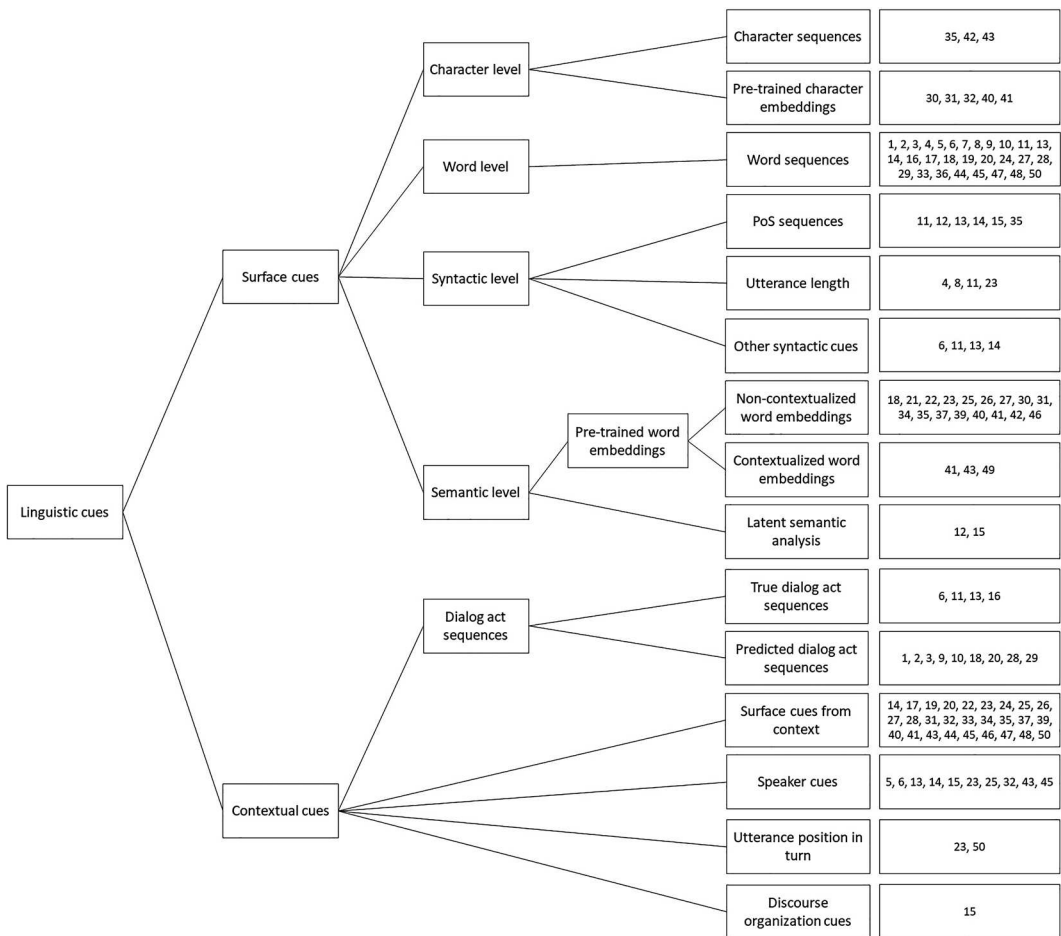 Character sequences
35, 42, 43
Character level
Pre-trained character
embeddings
30, 31, 32, 40, 41
Word level
Word sequences
1, 2, 3, 4, 5, 6, 7, 8, 9, 10, 11, 13,
14, 16, 17, 18, 19, 20, 24, 27, 28,
29, 33, 36, 44, 45, 47, 48, 50
PoS sequences
11, 12, 13, 14, 15, 35
Surface cues
Syntactic level
Utterance length
4, 8, 11, 23
Other syntactic cues
6, 11, 13, 14
Non-contextualized
word embeddings
18, 21, 22, 23, 25, 26, 27, 30, 31,
34, 35, 37, 39, 40, 41, 42, 46
Pre-trained word
embeddings
Contextualized word
embeddings
41, 43, 49
Semantic level
Linguistic cues
Latent semantic
analysis
12, 15
Dialog act
sequences
True dialog act
sequences
6, 11, 13, 16
Predicted dialog act
sequences
1, 2, 3, 9, 10, 18, 20, 28, 29
Surface cues from
context
14, 17, 19, 20, 22, 23, 24, 25, 26,
27, 28, 31, 32, 33, 34, 35, 37, 39,
40, 41, 43, 44, 45, 46, 47, 48, 50
Contextual cues
Speaker cues
5, 6, 13, 14, 15, 23, 25, 32, 43, 45
Utterance position in
turn
23, 50
Discourse
organization cues
15